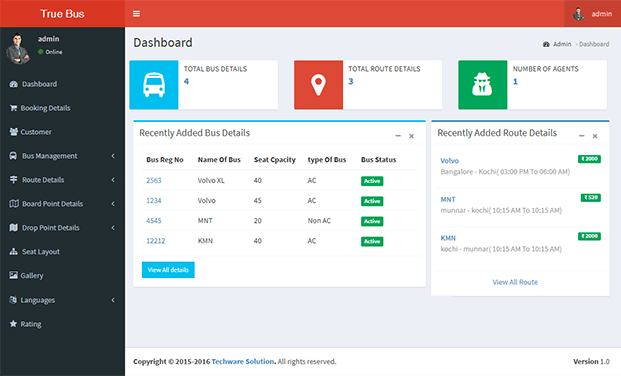 True Bus
admin
admin
Online
Dashboard
Booking Details
Customer
Bus Management
Route Details
Board Point Details
Drop Point Details
Seat Layout
Gallery
Languages
Rating
Dashboard
Admin > Dashboard
TOTAL BUS DETAILS
4
TOTAL ROUTE DETAILS
3
NUMBER OF AGENTS
1
Recently Added Bus Details
Bus Reg No Name Of Bus Seat Cpacity type Of Bus Bus Status
2563 Volvo XL 40 AC Active
1234 Volvo 45 AC Active
4545 MNT 20 Non AC Active
12212 KMN 40 AC Active
View All details
Recently Added Route Details
Volvo ₹ 2000
Bangalore - Kochi( 03:00 PM To 06:00 AM)
MNT ₹ 520
munnar - kochi( 10:15 AM To 10:15 AM)
KMN ₹ 2000
kochi - munnar( 10:15 AM To 10:15 AM)
View All Route
Copyright © 2015-2016 Techware Solution. All rights reserved.
Version 1.0